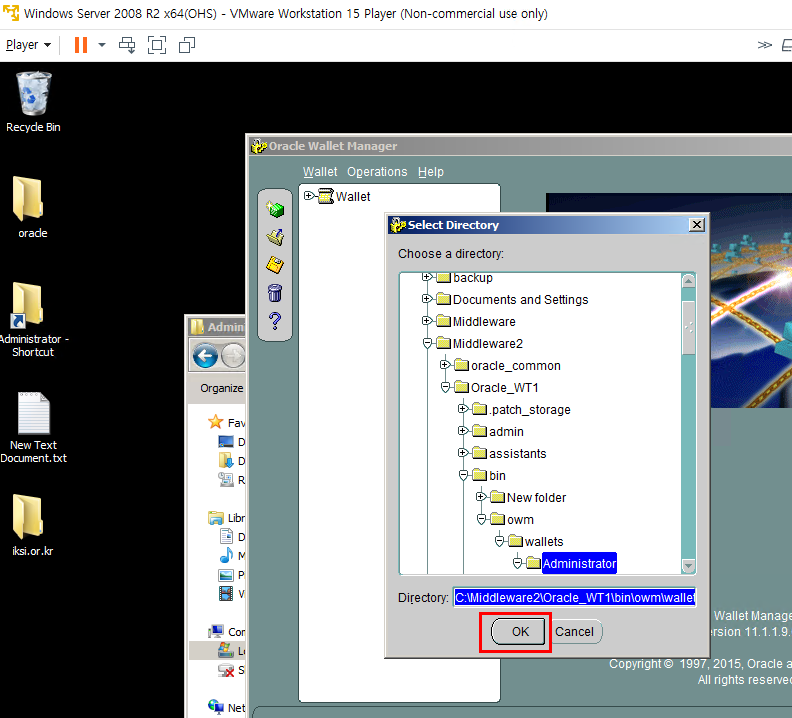 Windows Server 2008 R2 x64(OHS) - VMware Workstation 15 Player (Non-commercial use only)
Player
Recycle Bin
oracle
Administrator -
Shortcut
New Text
Document.txt
iksi.or.kr
Admin
Organize
Fav
D
D
R
Libr
D
M
P
V
Com
Lo
S
Net
Oracle Wallet Manager
Wallet Operations Help
Wallet
Select Directory
Choose a directory:
backup
Documents and Settings
Middleware
Middleware2
oracle_common
Oracle_WT1
.patch_storage
admin
assistants
bin
New folder
owm
wallets
Administrator
Directory: C:\Middleware2\Oracle_WT1\bin\owm\wallet
OK Cancel
Wallet Manage
ersion 11.1.1.9.
Copyright © 1997, 2015, Oracle a
All rights reserve